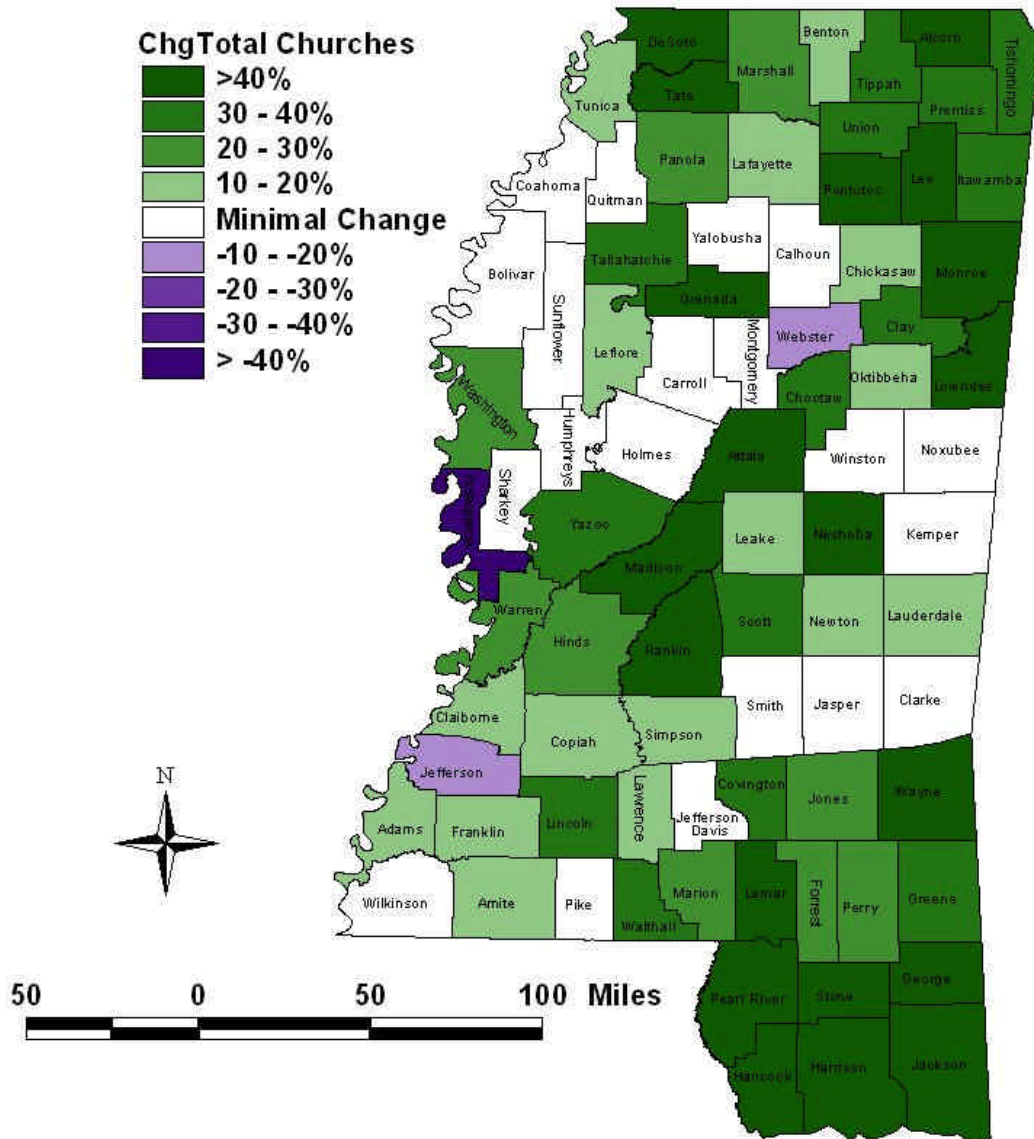 ChgTotal Churches
>40%
30 - 40%
20 - 30%
10 - 20%
Minimal Change
-10 - -20%
-20 - -30%
-30 - -40%
> -40%
DeSoto
Marshall
Benton
Tippah
Alcorn
Tishomingo
Prentiss
Tunica
Tate
Union
Panola
Lafayette
Pontotoc
Lee
Itawamba
Coahoma
Quitman
Yalobusha
Calhoun
Chickasaw
Monroe
Bolivar
Tallahatchie
Grenada
Sunflower
Leflore
Carroll
Montgomery
Webster
Clay
Oktibbeha
Lowndes
Choctaw
Washington
Humphreys
Holmes
Attala
Winston
Noxubee
Sharkey
Yazoo
Madison
Leake
Neshoba
Kemper
Warren
Hinds
Rankin
Scott
Newton
Lauderdale
Claiborne
Copiah
Simpson
Smith
Jasper
Clarke
Jefferson
Adams
Franklin
Lincoln
Lawrence
Jefferson
Davis
Covington
Jones
Wayne
Wilkinson
Amite
Pike
Walthall
Marion
Lamar
Forrest
Perry
Greene
Pearl River
Stone
George
Hancock
Harrison
Jackson
N
50 0 50 100 Miles